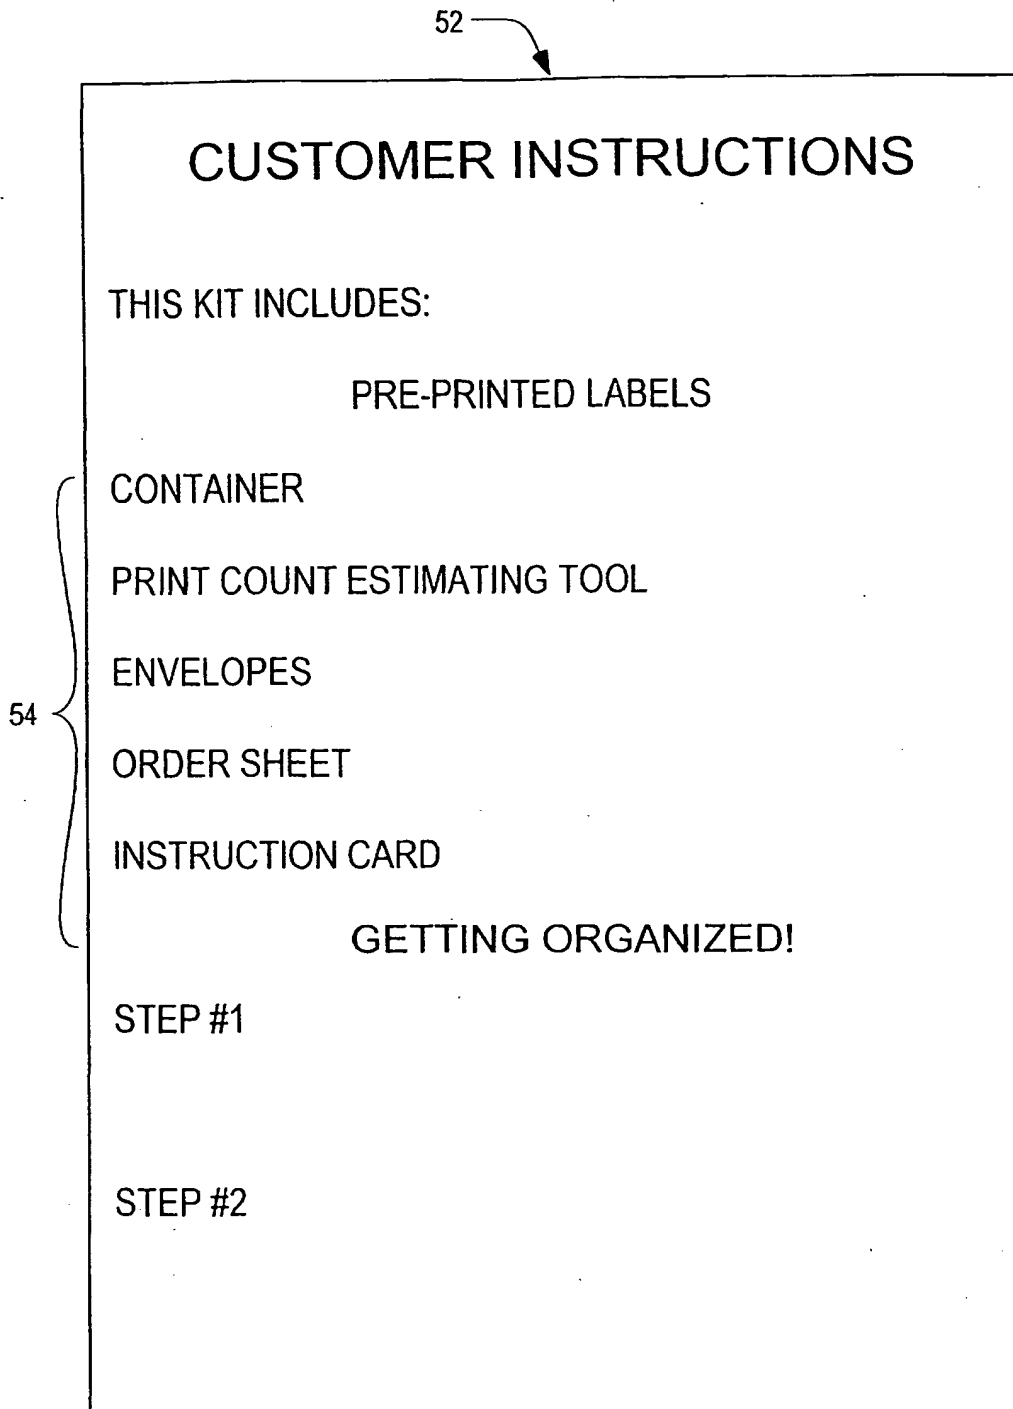 52
CUSTOMER INSTRUCTIONS
THIS KIT INCLUDES:
PRE-PRINTED LABELS
CONTAINER
PRINT COUNT ESTIMATING TOOL
ENVELOPES
54
ORDER SHEET
INSTRUCTION CARD
GETTING ORGANIZED!
STEP #1
STEP #2